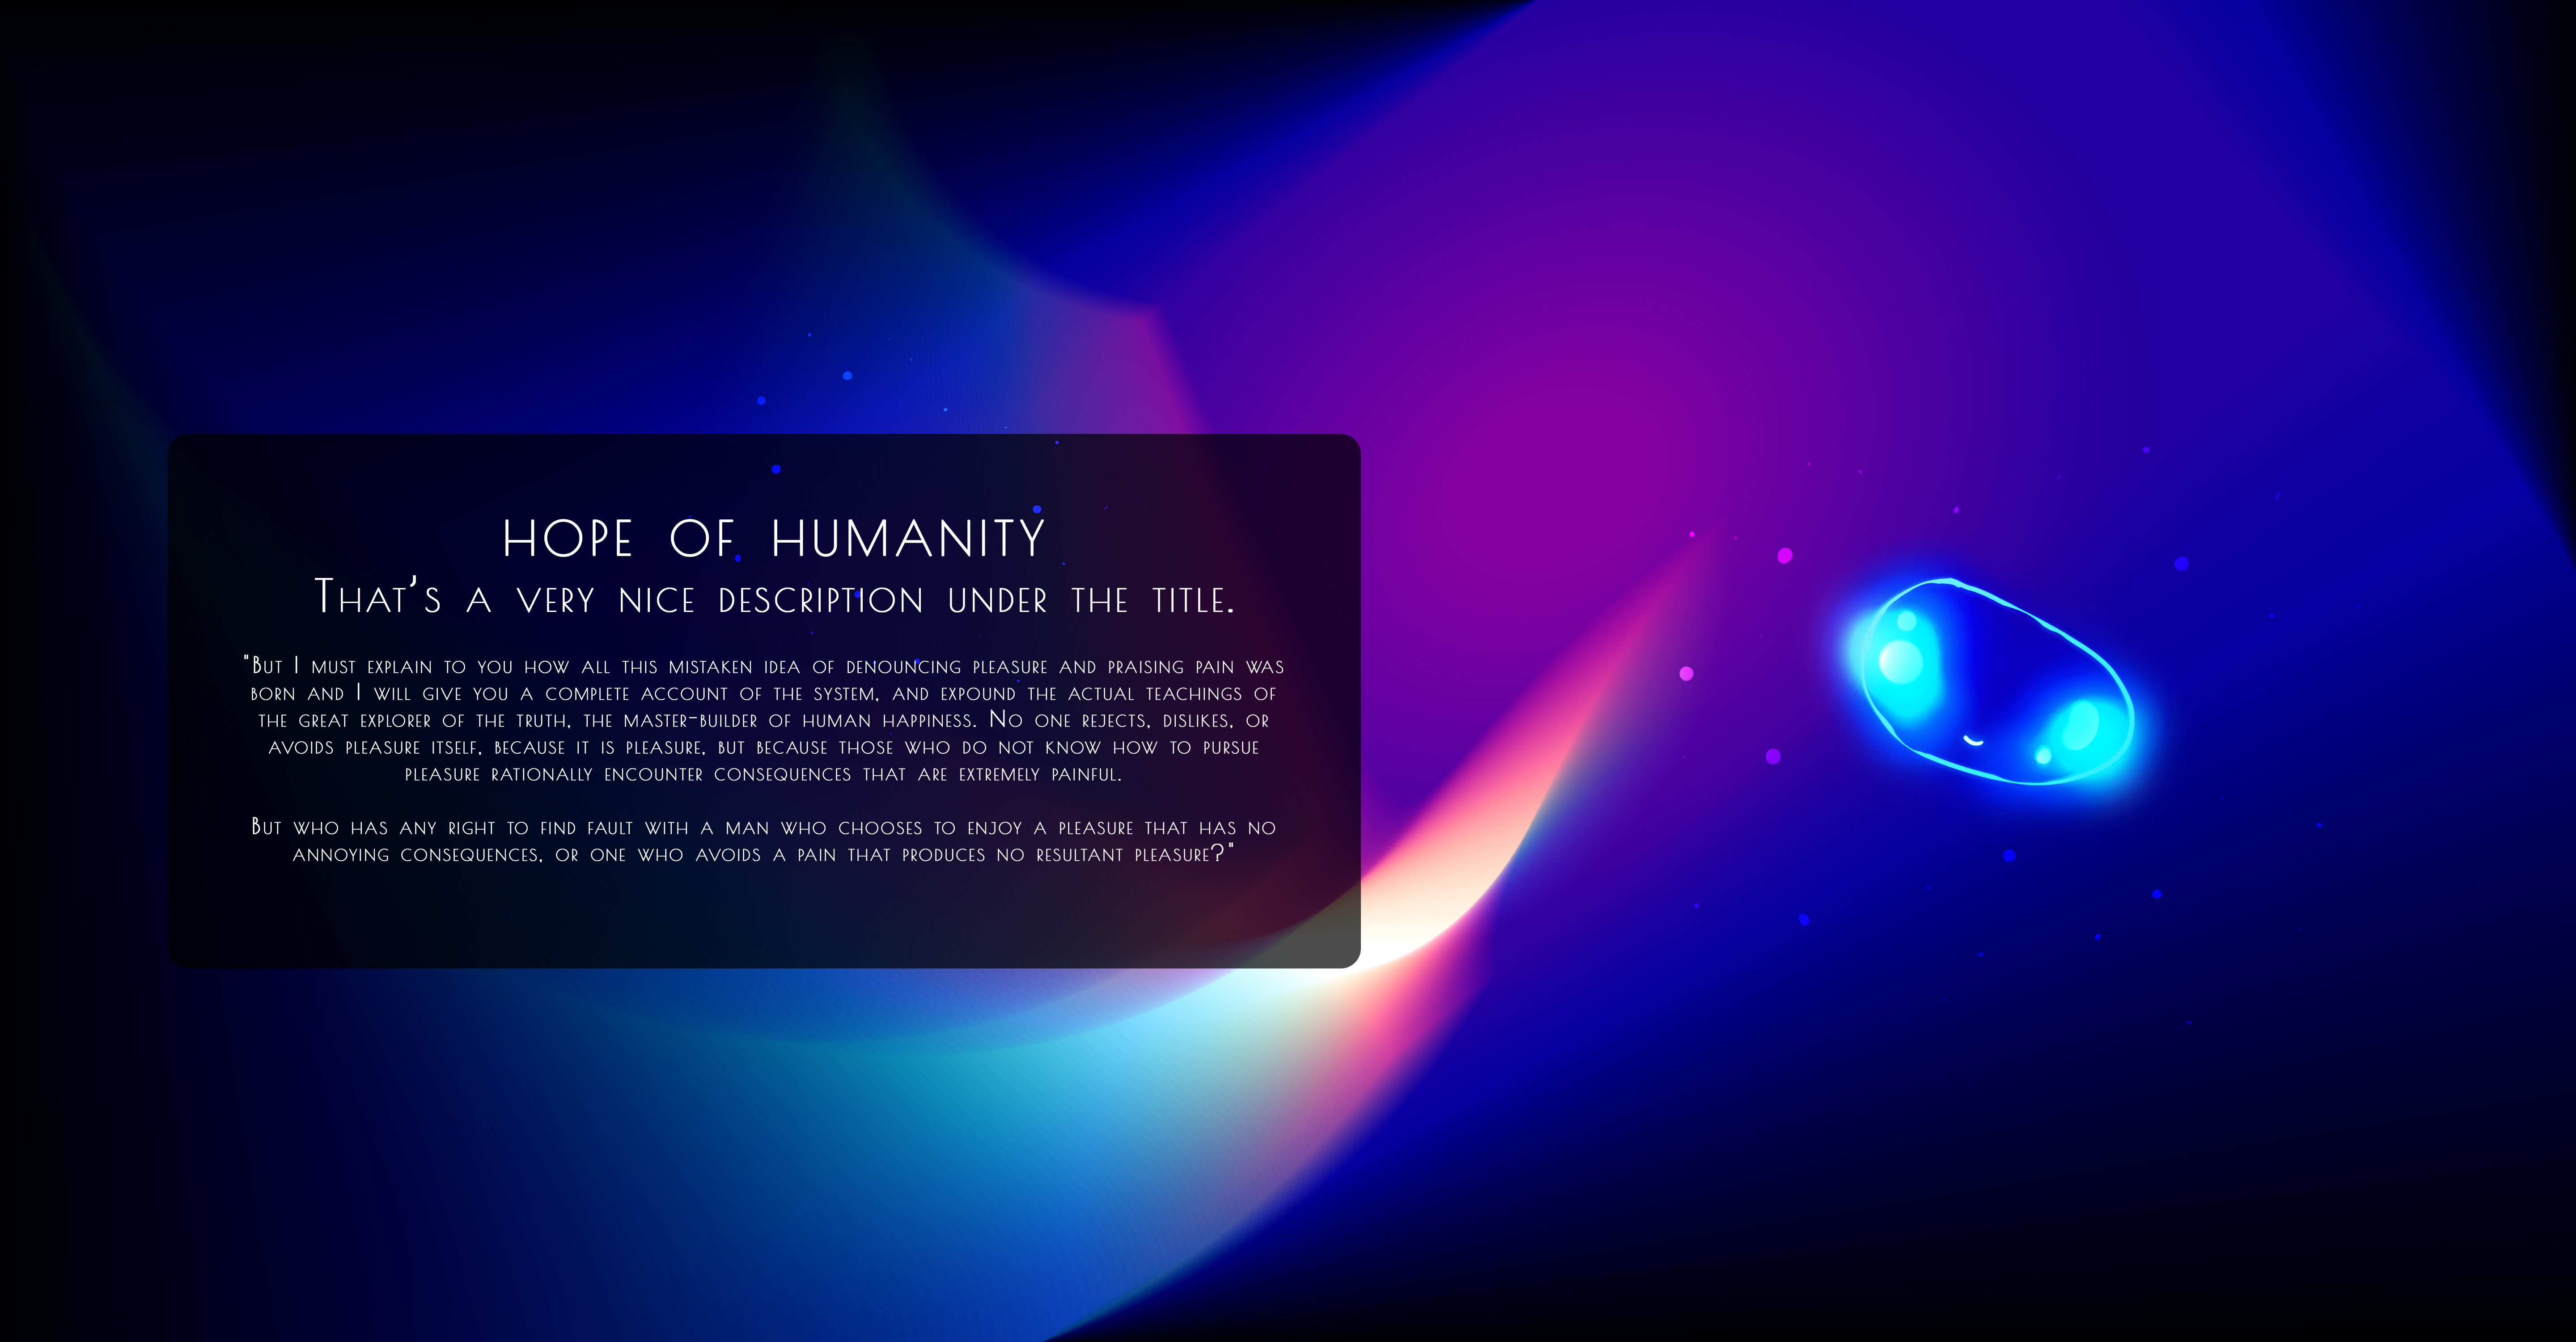 HOPE OF HUMANITY
That's a very nice description under the title.
"But I must explain to you how all this mistaken idea of denouncing pleasure and praising pain was
born and I will give you a complete account of the system, and expound the actual teachings of
the great explorer of the truth, the master-builder of human happiness. No one rejects, dislikes, or
avoids pleasure itself, because it is pleasure, but because those who do not know how to pursue
pleasure rationally encounter consequences that are extremely painful.
But who has any right to find fault with a man who chooses to enjoy a pleasure that has no
annoying consequences, or one who avoids a pain that produces no resultant pleasure?"